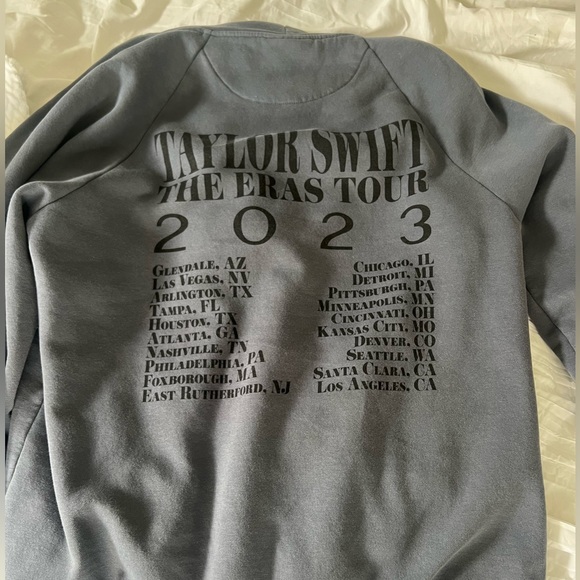 TAYLOR SWIFT
THE ERAS TOUR
2023
GLENDALE, AZ
LAS VEGAS, NV
ARLINGTON, TX
TAMPA, FL
HOUSTON, TX
ATLANTA, GA
NASHVILLE, TN
PHILADELPHIA, PA
FOXBOROUGH, MA
EAST RUTHERFORD, NJ
CHICAGO, IL
DETROIT, MI
PITTSBURGH, PA
MINNEAPOLIS, MN
CINCINNATI, OH
KANSAS CITY, MO
DENVER, CO
SEATTLE, WA
SANTA CLARA, CA
LOS ANGELES, CA